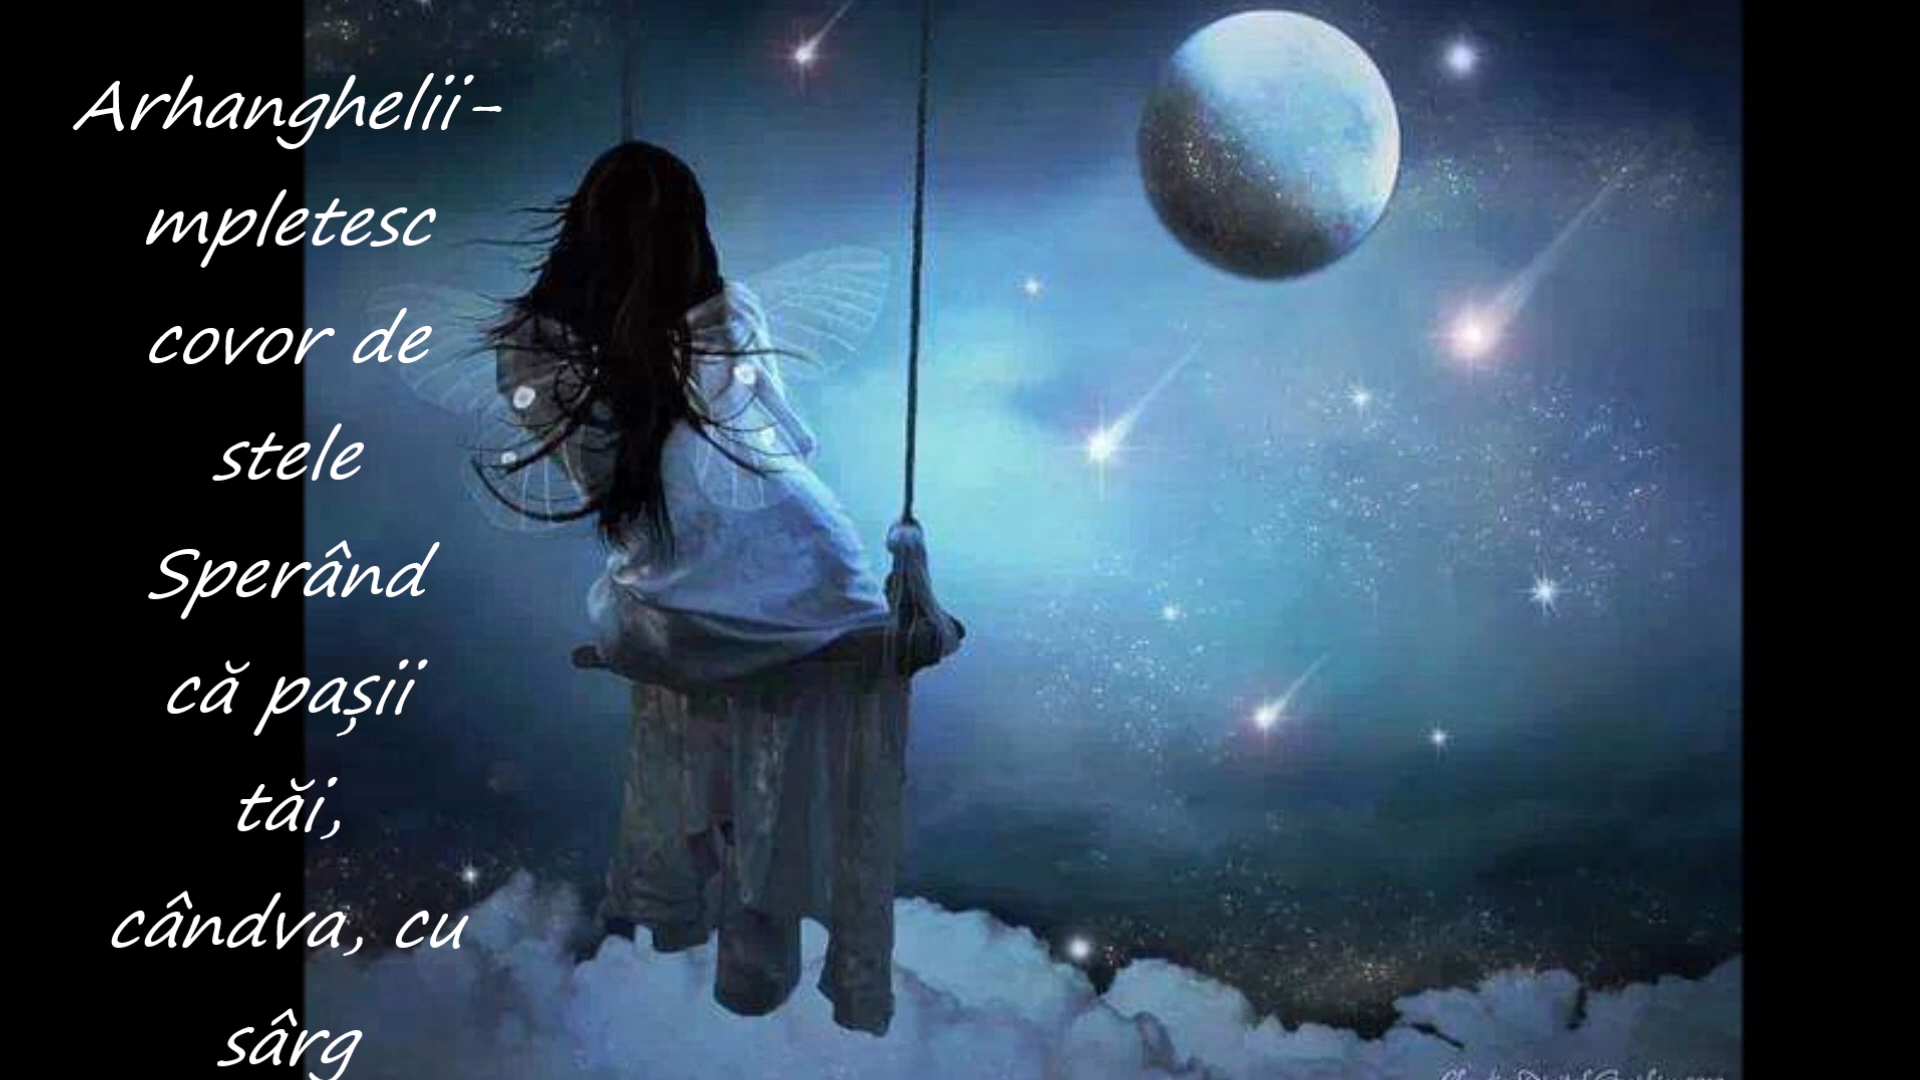 Arhanghelii-
mpletesc
covor de
stele
Sperând
că pașii
tăi,
cândva, cu
sârg